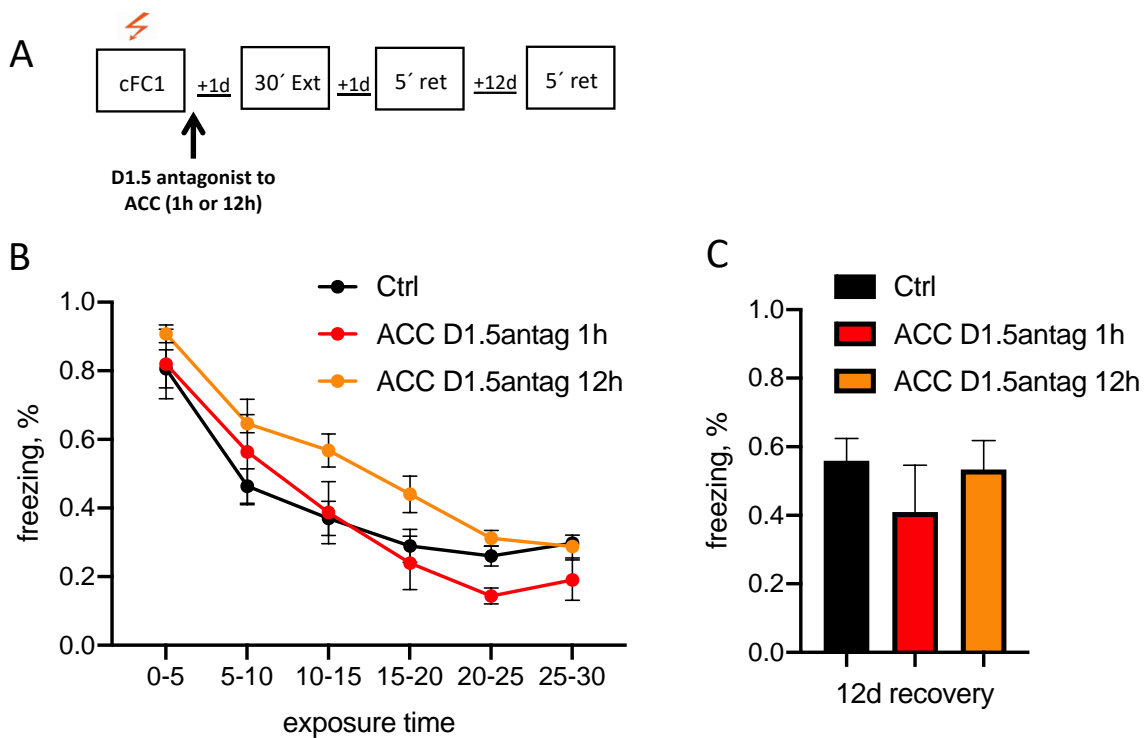 A
cFC1
+1d
30´ Ext
+1d
5´ ret
+12d
5´ ret
D1.5 antagonist to
ACC (1h or 12h)
B
Ctrl
ACC D1.5antag 1h
ACC D1.5antag 12h
freezing, %
1.0
0.8
0.6
0.4
0.2
0.0
0-5
5-10
10-15
15-20
20-25
25-30
exposure time
C
Ctrl
ACC D1.5antag 1h
ACC D1.5antag 12h
freezing, %
1.0
0.8
0.6
0.4
0.2
0.0
12d recovery